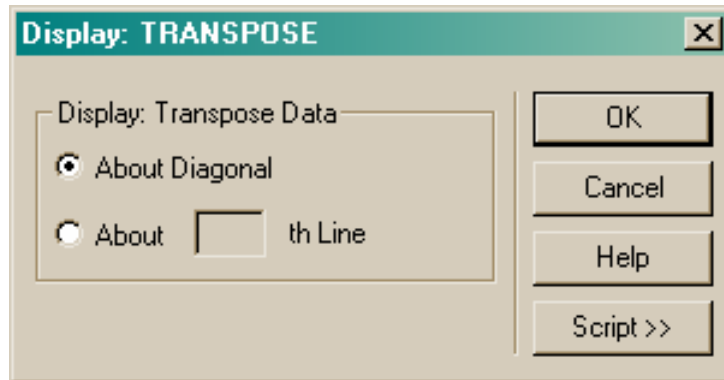 Display: TRANSPOSE
Display: Transpose Data
About Diagonal
About th Line
OK
Cancel
Help
Script >>